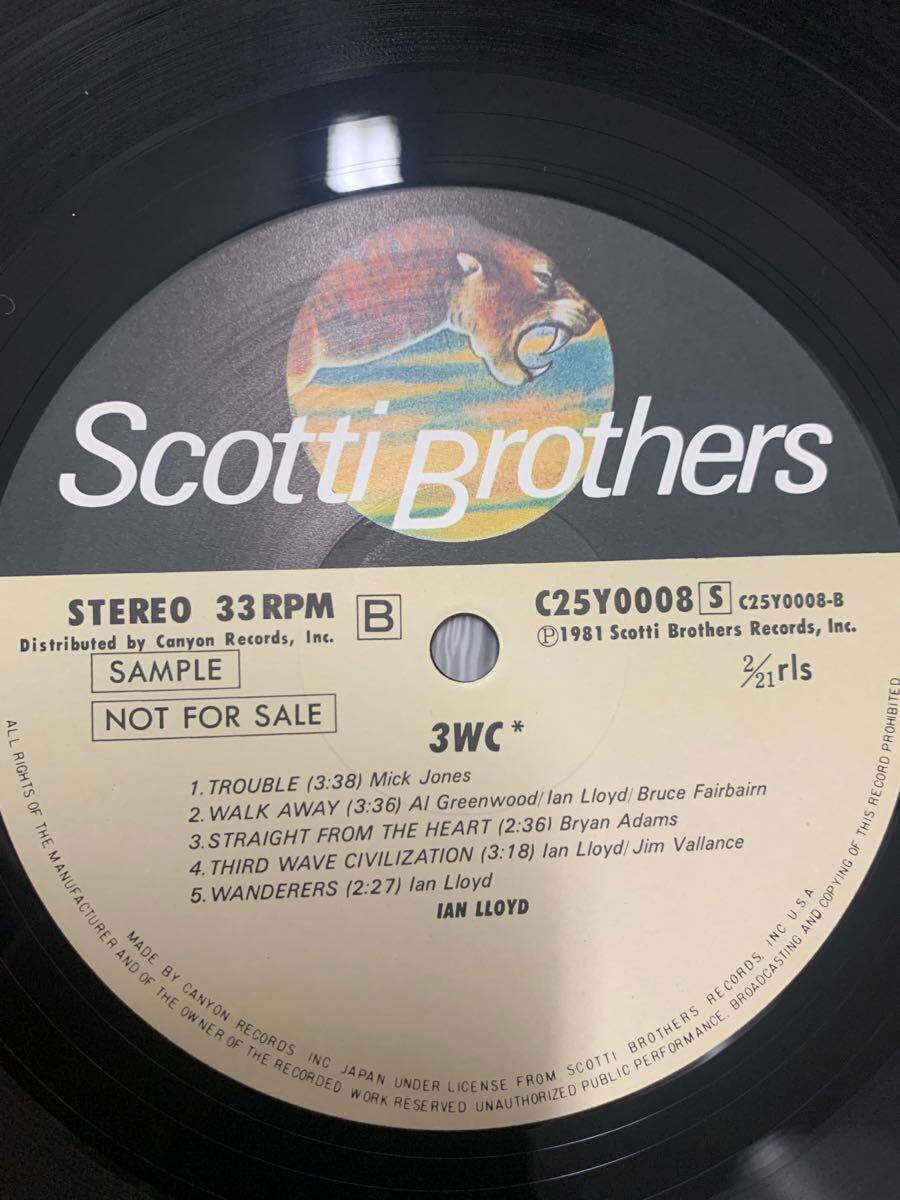 Scotti Brothers
STEREO 33 RPM B C25Y0008 S C25Y0008-B
Distributed by Canyon Records, Inc. Ⓟ1981 Scotti Brothers Records, Inc.
SAMPLE 2/21 rls
NOT FOR SALE
3WC *
1. TROUBLE (3:38) Mick Jones
2. WALK AWAY (3:36) Al Greenwood/Ian Lloyd/Bruce Fairbairn
3. STRAIGHT FROM THE HEART (2:36) Bryan Adams
4. THIRD WAVE CIVILIZATION (3:18) Ian Lloyd/Jim Vallance
5. WANDERERS (2:27) Ian Lloyd
IAN LLOYD
MADE BY CANYON RECORDS INC JAPAN UNDER LICENSE FROM SCOTTI BROTHERS RECORDS, INC U.S.A
ALL RIGHTS OF THE MANUFACTURER AND OF THE OWNER OF THE RECORDED WORK RESERVED UNAUTHORIZED PUBLIC PERFORMANCE, BROADCASTING AND COPYING OF THIS RECORD PROHIBITED